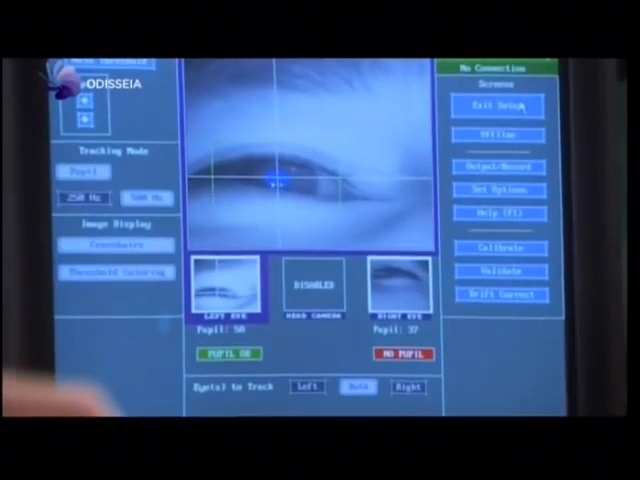 ODISSEIA
No Connection
Exit Setup
Offline
Tracking Mode
Output/Record
Pupil
Set Options
250 Hz
500 Hz
Help (F1)
Image Display
Crosshairs
Calibrate
Threshold Coloring
DISABLED
Validate
Drift Correct
LEFT EYE
HEAD CAMERA
RIGHT EYE
Pupil: 50
Pupil: 37
PUPIL OK
NO PUPIL
Eye(s) to Track
Left
Both
Right